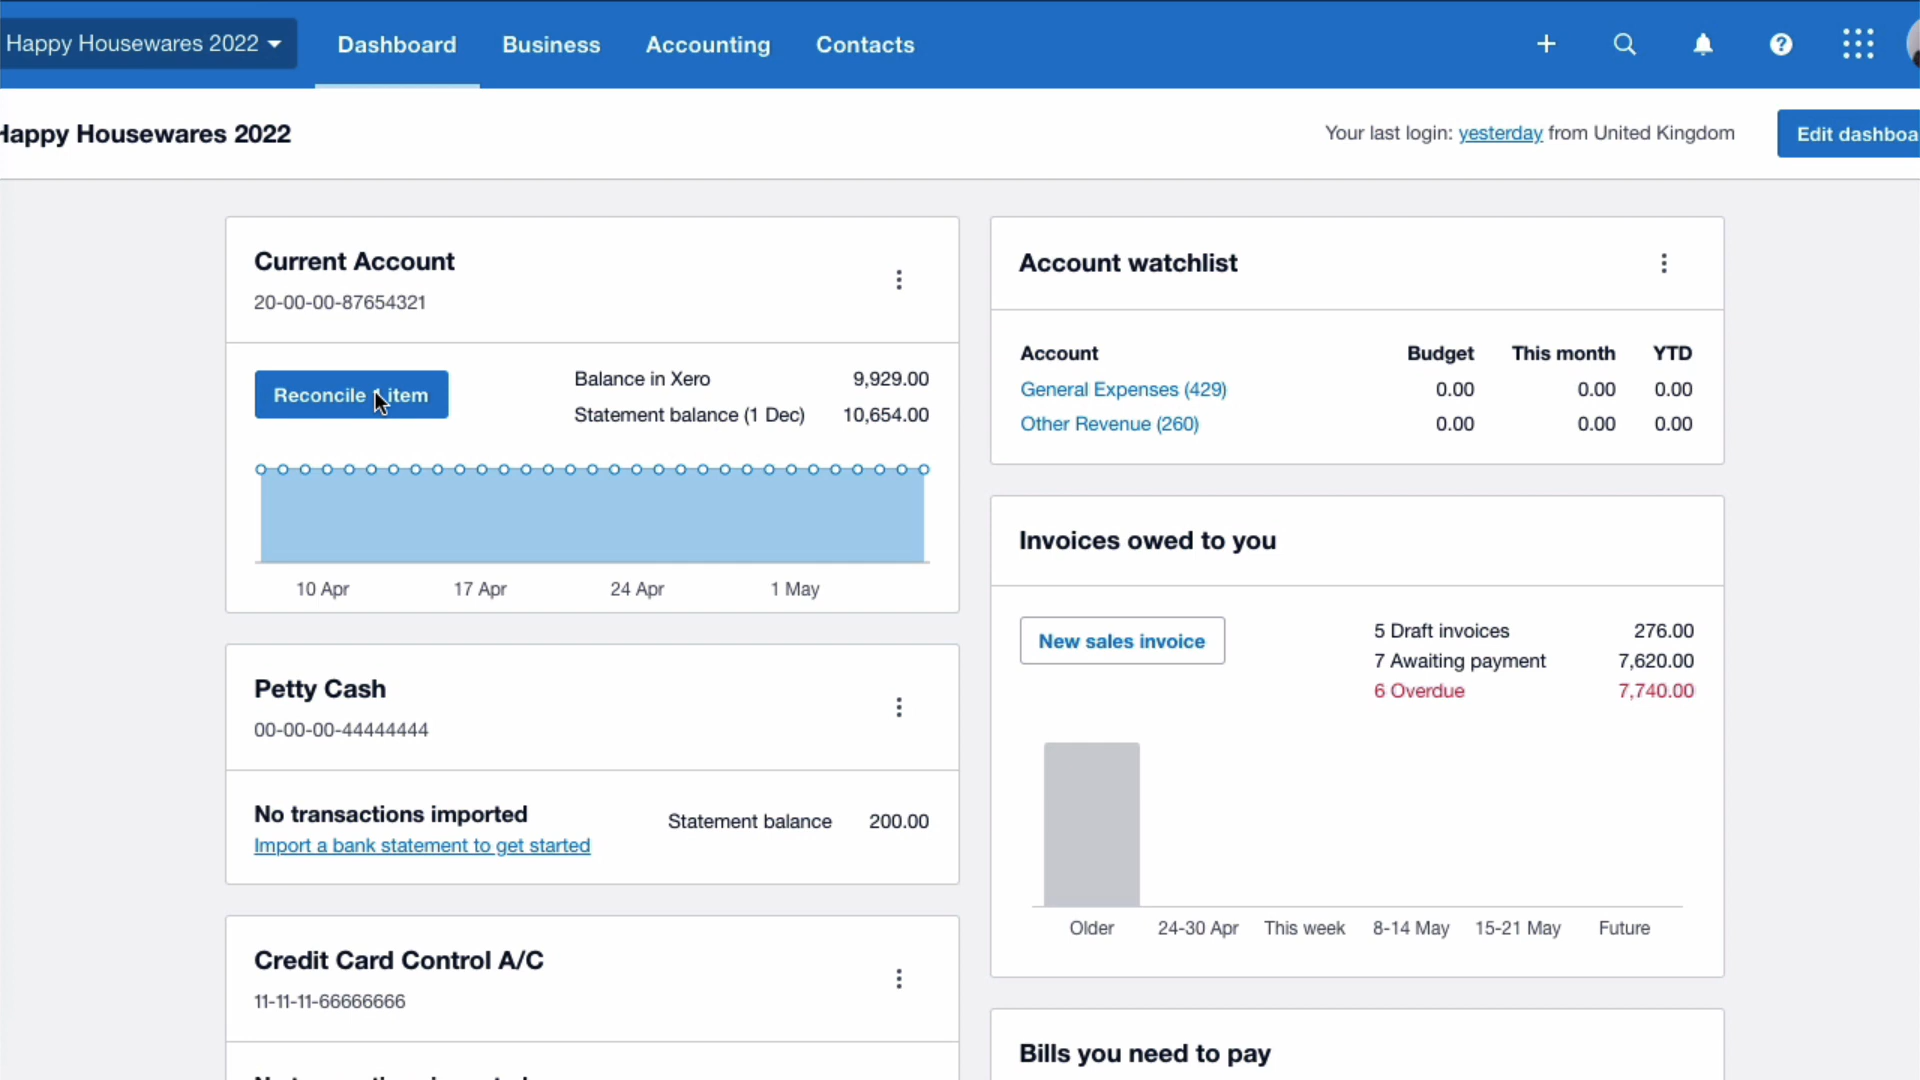 Happy Housewares 2022
Dashboard
Business
Accounting
Contacts
Happy Housewares 2022
Your last login: yesterday from United Kingdom
Edit dashboa
Current Account
20-00-00-87654321
Reconcile 1 item
Balance in Xero 9,929.00
Statement balance (1 Dec) 10,654.00
10 Apr 17 Apr 24 Apr 1 May
Petty Cash
00-00-00-44444444
No transactions imported
Import a bank statement to get started
Statement balance 200.00
Credit Card Control A/C
11-11-11-66666666
Account watchlist
Account Budget This month YTD
General Expenses (429) 0.00 0.00 0.00
Other Revenue (260) 0.00 0.00 0.00
Invoices owed to you
New sales invoice
5 Draft invoices 276.00
7 Awaiting payment 7,620.00
6 Overdue 7,740.00
Older 24-30 Apr This week 8-14 May 15-21 May Future
Bills you need to pay